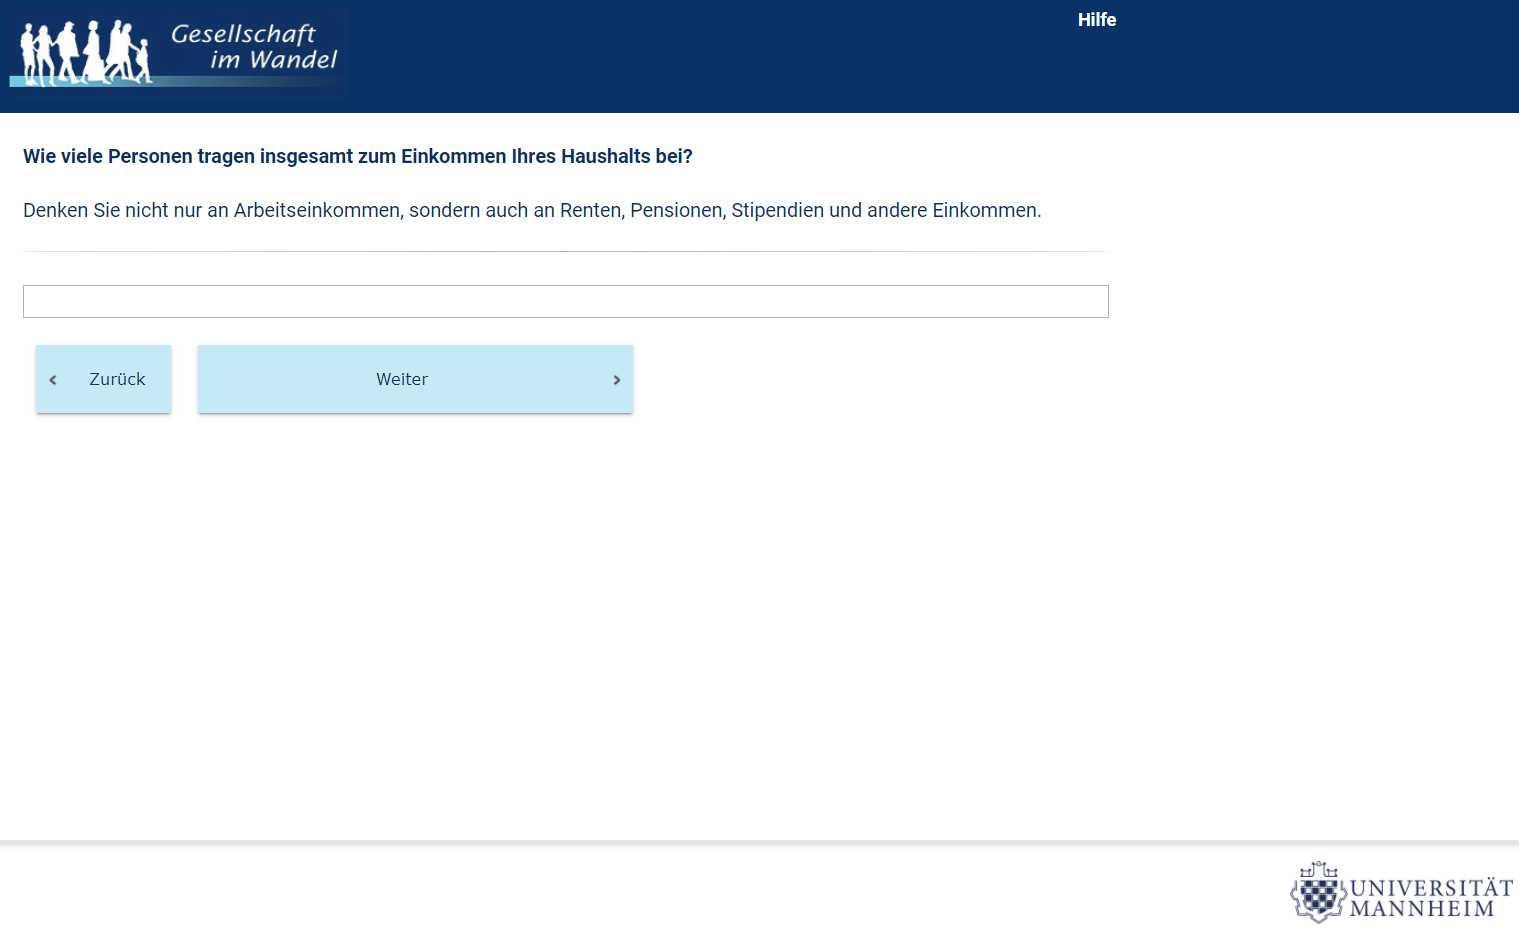 Gesellschaft
im Wandel
Hilfe
Wie viele Personen tragen insgesamt zum Einkommen Ihres Haushalts bei?
Denken Sie nicht nur an Arbeitseinkommen, sondern auch an Renten, Pensionen, Stipendien und andere Einkommen.
Zurück
Weiter
UNIVERSITÄT
MANNHEIM